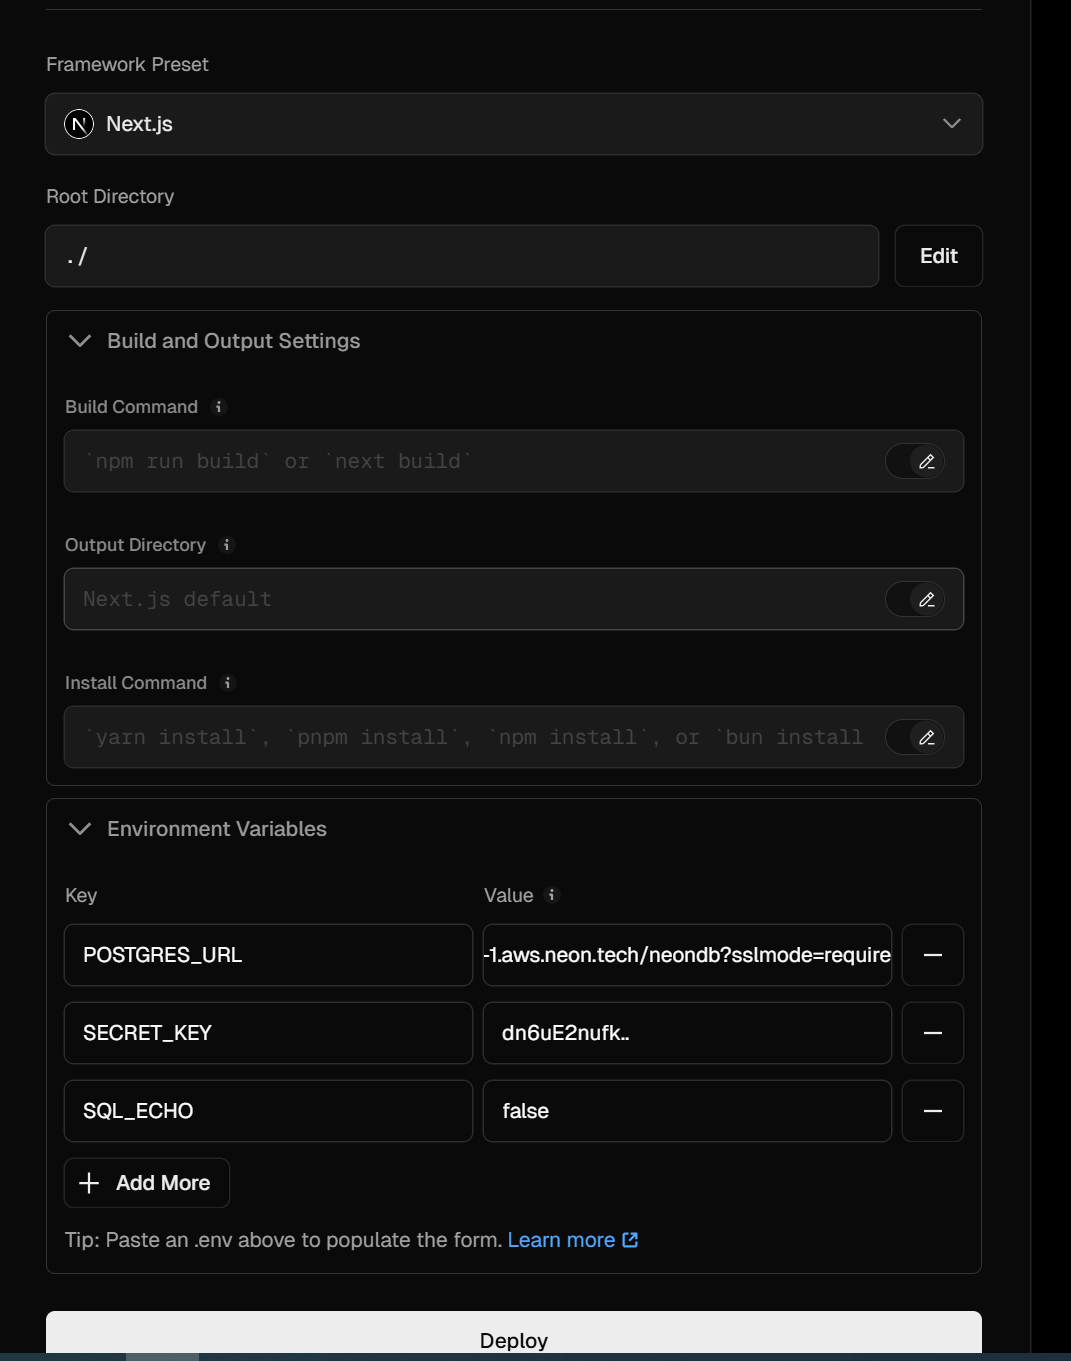 Framework Preset
Next.js
Root Directory
./
Edit
Build and Output Settings
Build Command
`npm run build` or `next build`
Output Directory
Next.js default
Install Command
`yarn install`, `pnpm install`, `npm install`, or `bun install
Environment Variables
Key Value
POSTGRES_URL -1.aws.neon.tech/neondb?sslmode=require
SECRET_KEY dn6uE2nufk..
SQL_ECHO false
Add More
Tip: Paste an .env above to populate the form. Learn more
Deploy